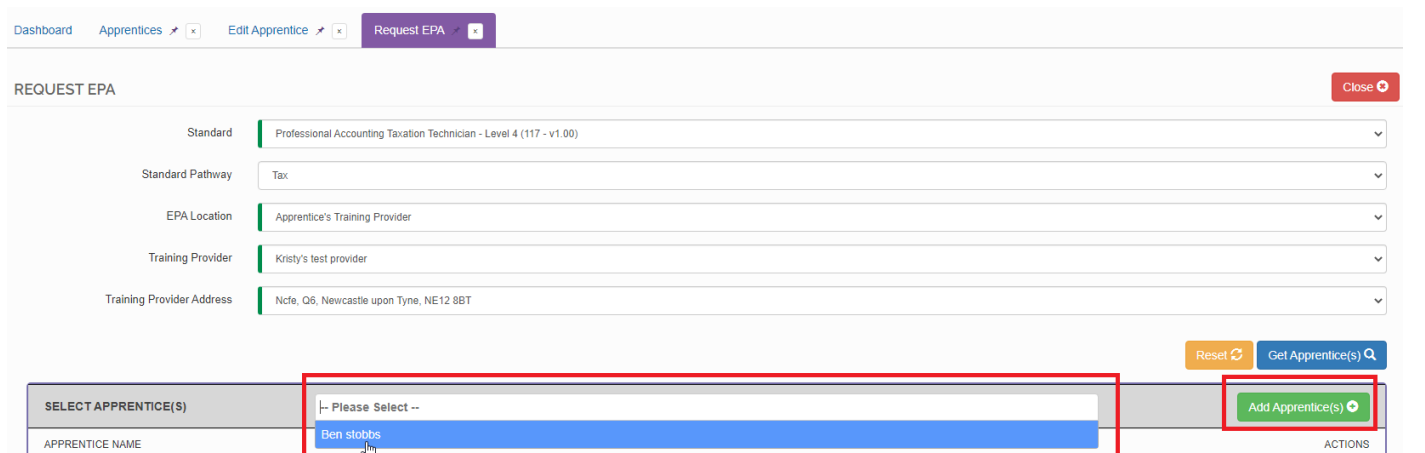 Dashboard Apprentices x Edit Apprentice x Request EPA x
REQUEST EPA Close
Standard Professional Accounting Taxation Technician - Level 4 (117 - v1.00)
Standard Pathway Tax
EPA Location Apprentice's Training Provider
Training Provider Kristy's test provider
Training Provider Address Ncfe, Q6, Newcastle upon Tyne, NE12 8BT
Reset Get Apprentice(s)
SELECT APPRENTICE(S) -- Please Select -- Add Apprentice(s)
Ben stobbs
APPRENTICE NAME ACTIONS